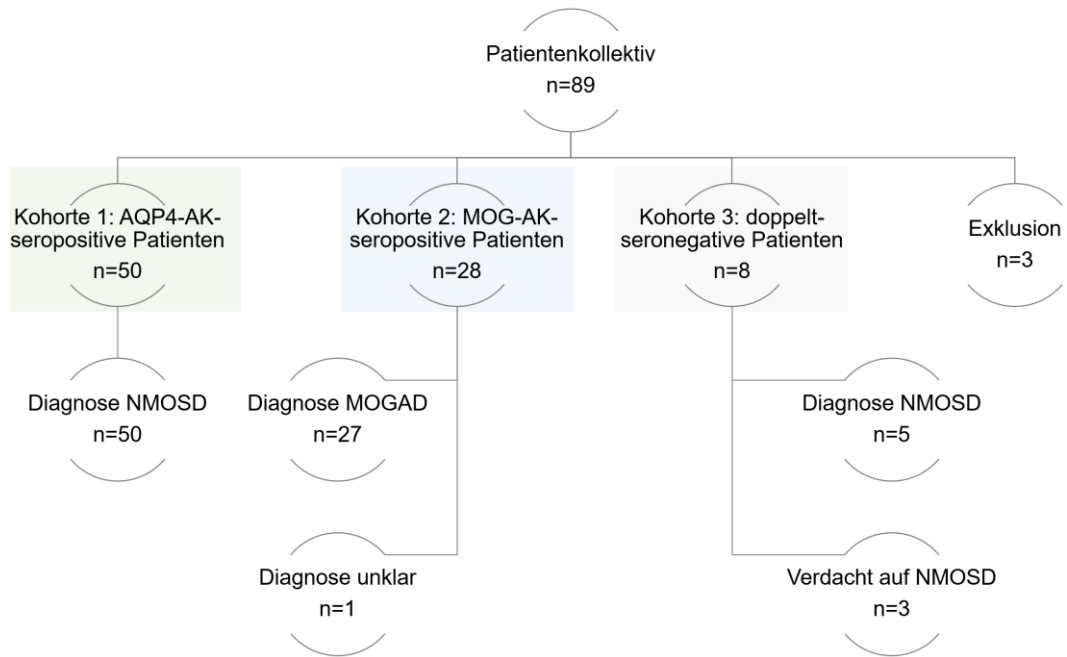 Patientenkollektiv
n=89
Kohorte 1: AQP4-AK-
seropositive Patienten
n=50
Kohorte 2: MOG-AK-
seropositive Patienten
n=28
Kohorte 3: doppelt-
seronegative Patienten
n=8
Exklusion
n=3
Diagnose NMOSD
n=50
Diagnose MOGAD
n=27
Diagnose NMOSD
n=5
Diagnose unklar
n=1
Verdacht auf NMOSD
n=3